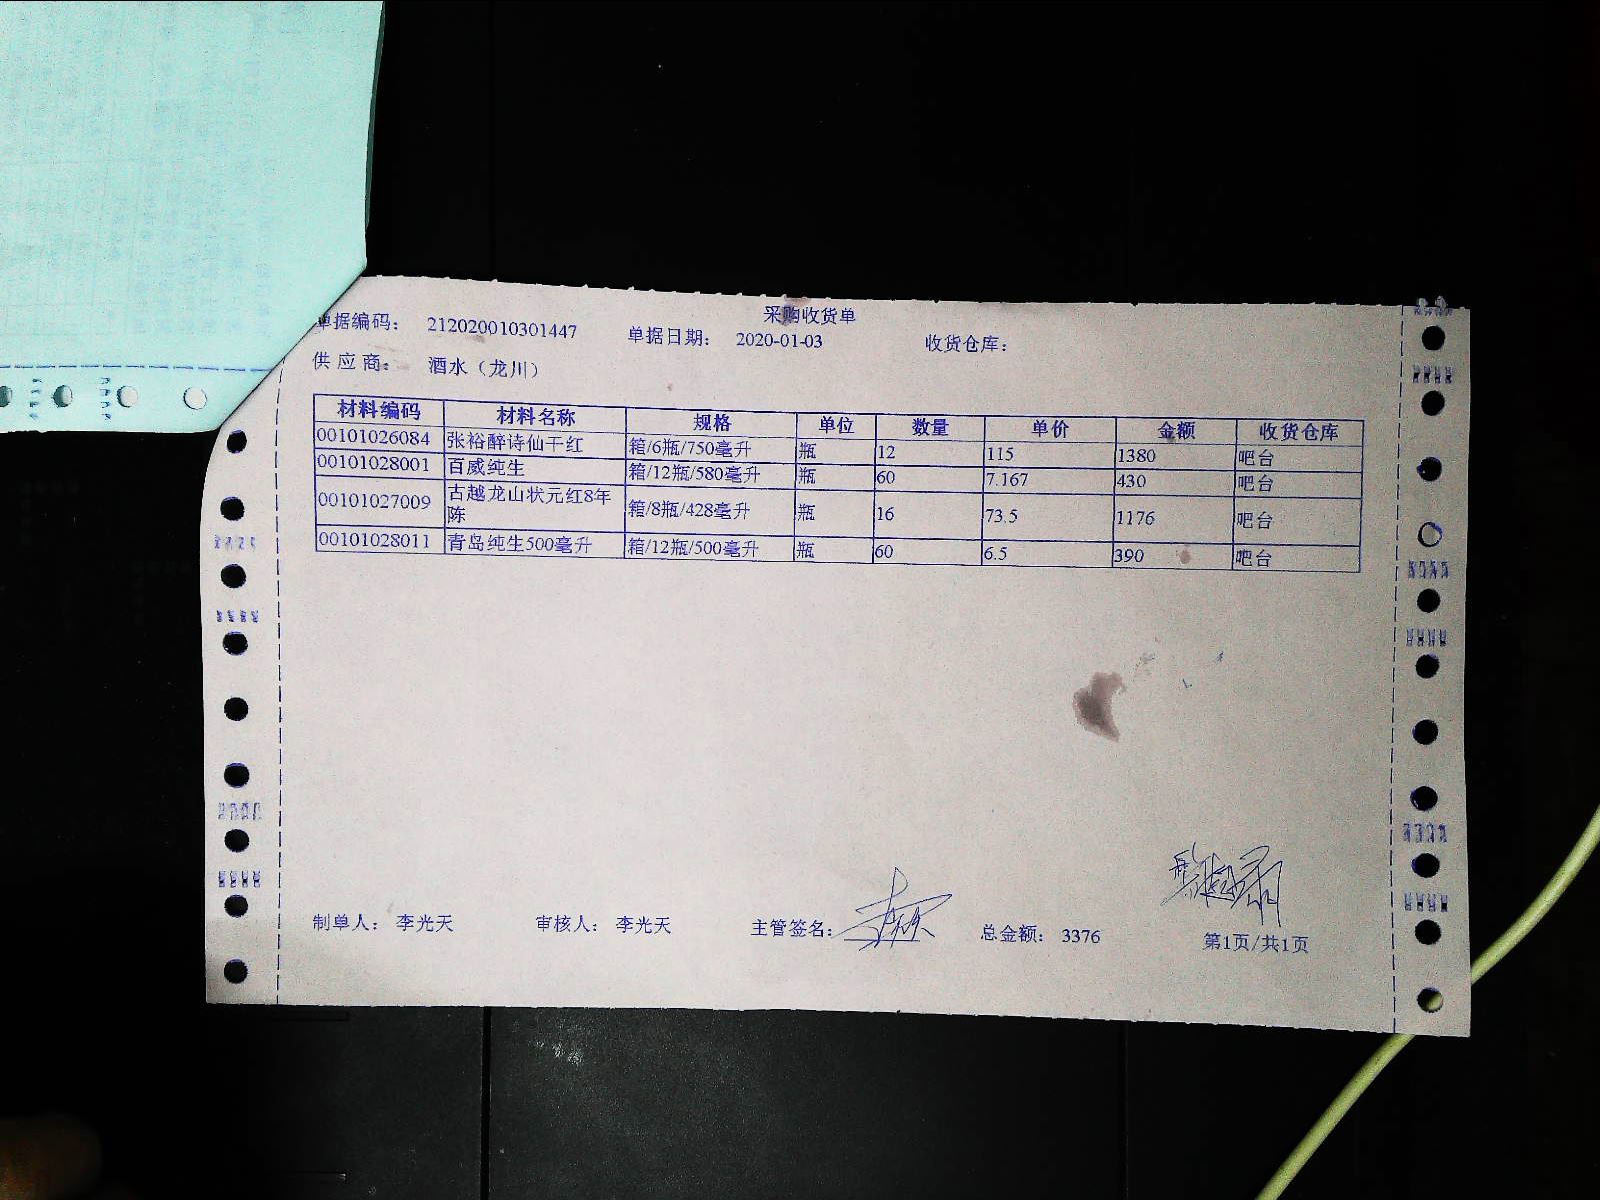 采购收货单
单据编码： 212020010301447 单据日期： 2020-01-03 收货仓库：
供 应 商： 酒水（龙川）
材料编码 材料名称 规格 单位 数量 单价 金额 收货仓库
00101026084 张裕醉诗仙干红 箱/6瓶/750毫升 瓶 12 115 1380 吧台
00101028001 百威纯生 箱/12瓶/580毫升 瓶 60 7.167 430 吧台
00101027009 古越龙山状元红8年陈 箱/8瓶/428毫升 瓶 16 73.5 1176 吧台
00101028011 青岛纯生500毫升 箱/12瓶/500毫升 瓶 60 6.5 390 吧台
制单人： 李光天 审核人： 李光天 主管签名： 总金额： 3376 第1页/共1页